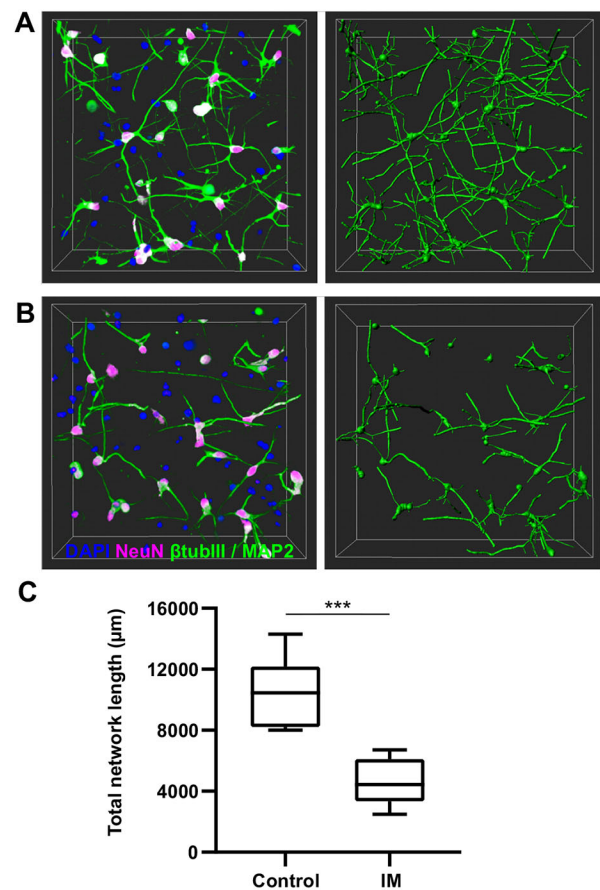 A
B
DAPI NeuN βtubIII / MAP2
C
***
Total network length (µm)
16000
12000
8000
4000
0
Control IM